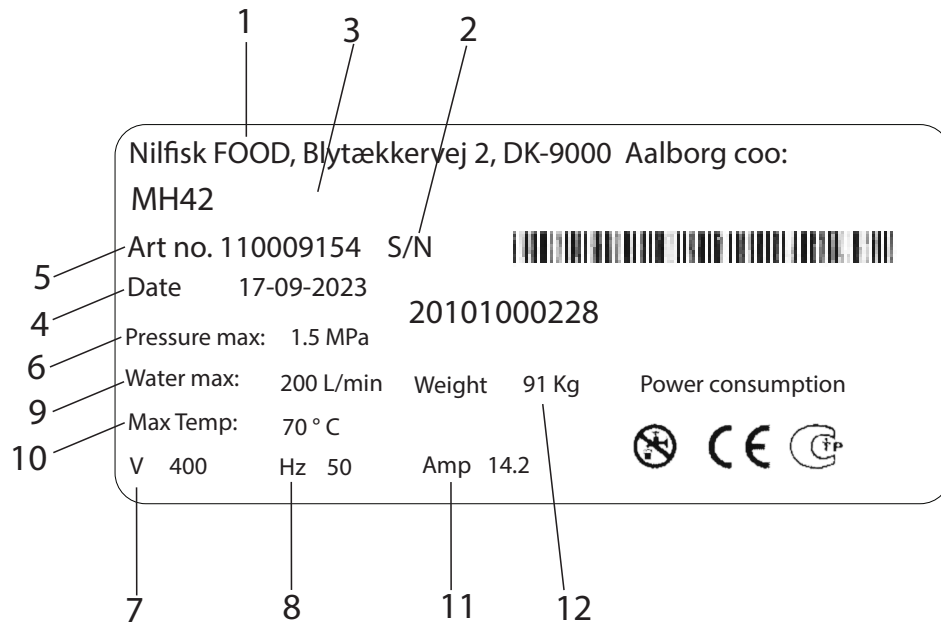 1
3
2
Nilfisk FOOD, Blytækkervej 2, DK-9000 Aalborg coo:
MH42
5
Art no. 110009154 S/N
4
Date 17-09-2023
20101000228
6
Pressure max: 1.5 MPa
9
Water max: 200 L/min Weight 91 Kg Power consumption
10
Max Temp: 70 ° C
CE
V 400 Hz 50 Amp 14.2
7
8
11
12